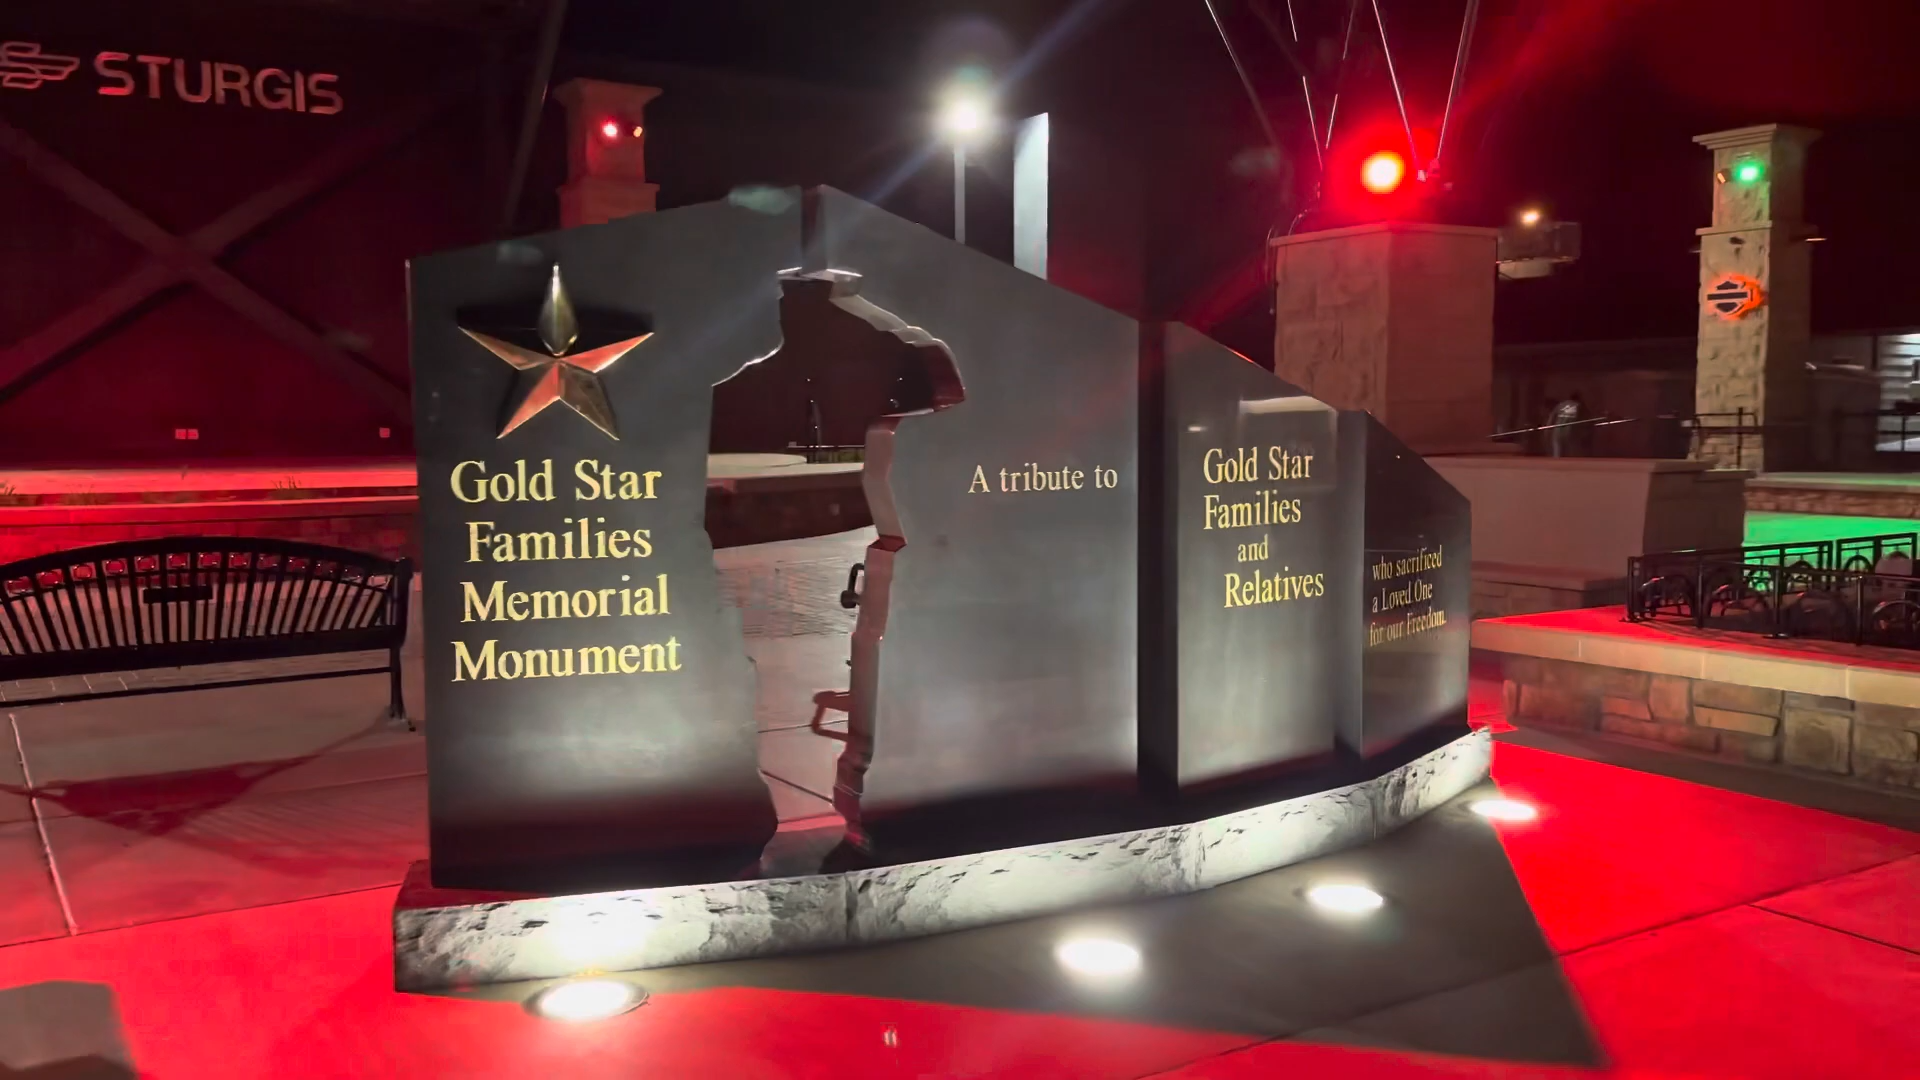 STURGIS
Gold Star
Families
Memorial
Monument
A tribute to
Gold Star
Families
and
Relatives
who sacrificed
a Loved One
for our Freedom.